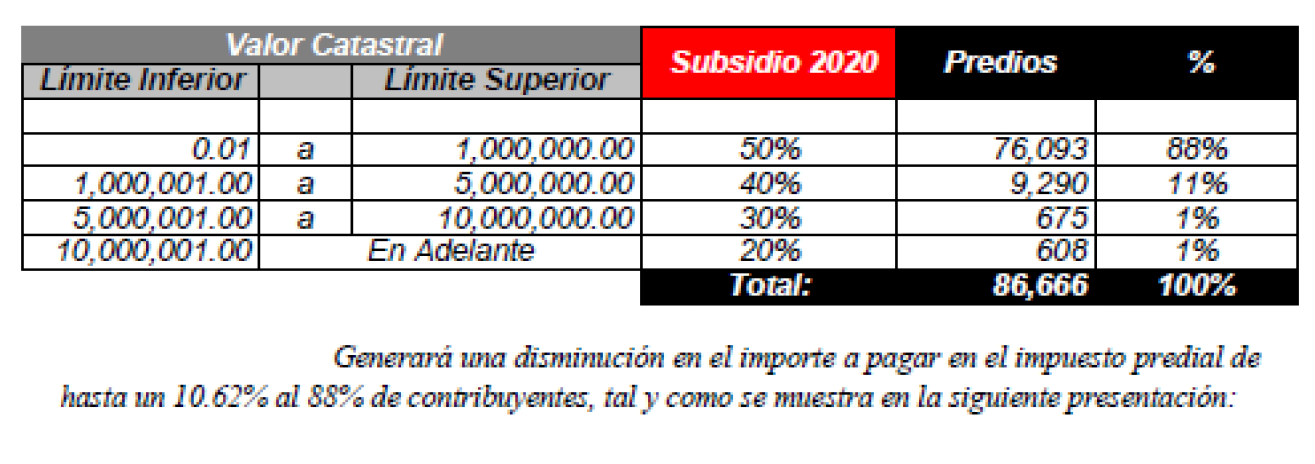 Valor Catastral Subsidio 2020 Predios %
Límite Inferior Límite Superior
0.01 a 1,000,000.00 50% 76,093 88%
1,000,001.00 a 5,000,000.00 40% 9,290 11%
5,000,001.00 a 10,000,000.00 30% 675 1%
10,000,001.00 En Adelante 20% 608 1%
Total: 86,666 100%
Generará una disminución en el importe a pagar en el impuesto predial de
hasta un 10.62% al 88% de contribuyentes, tal y como se muestra en la siguiente presentación: